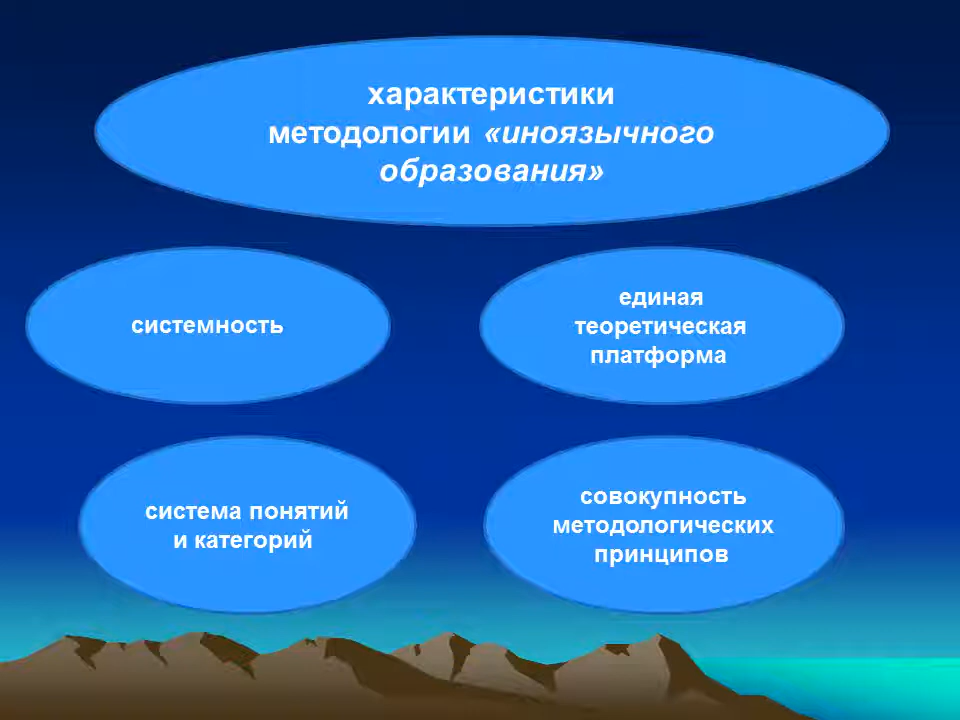 характеристики
методологии «иноязычного
образования»
системность
единая
теоретическая
платформа
система понятий
и категорий
совокупность
методологических
принципов